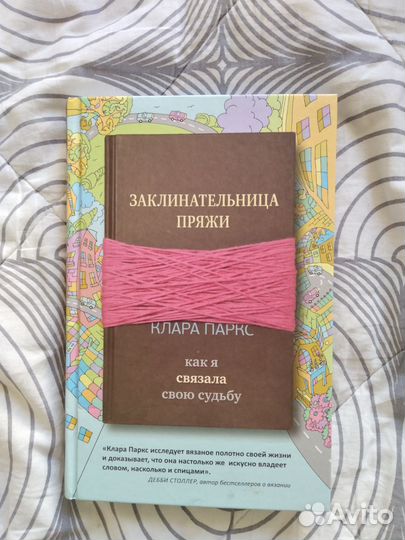 ЗАКЛИНАТЕЛЬНИЦА
ПРЯЖИ
КЛАРА ПАРКС
как я
связала
свою судьбу
«Клара Паркс исследует вязаное полотно своей жизни
и доказывает, что она настолько же искусно владеет
словом, насколько и спицами».
ДЕББИ СТОЛЛЕР, автор бестселлеров о вязании
Avito